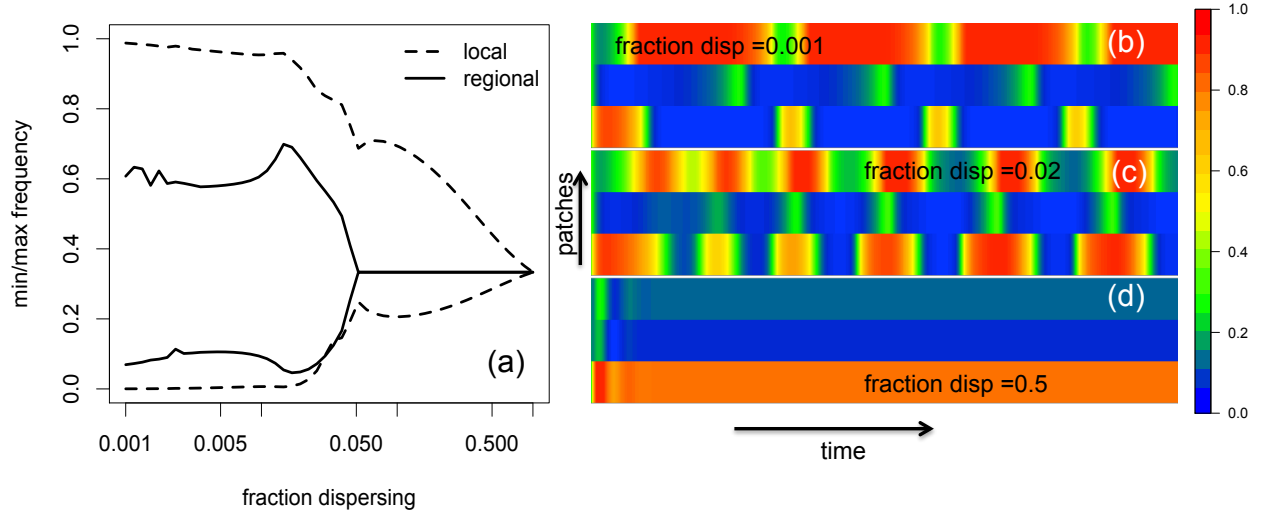 min/max frequency
1.0
0.8
0.6
0.4
0.2
0.0
local
regional
(a)
0.001
0.005
0.050
0.500
fraction dispersing
patches
fraction disp =0.001
(b)
fraction disp =0.02
(c)
(d)
fraction disp =0.5
time
1.0
0.8
0.6
0.4
0.2
0.0